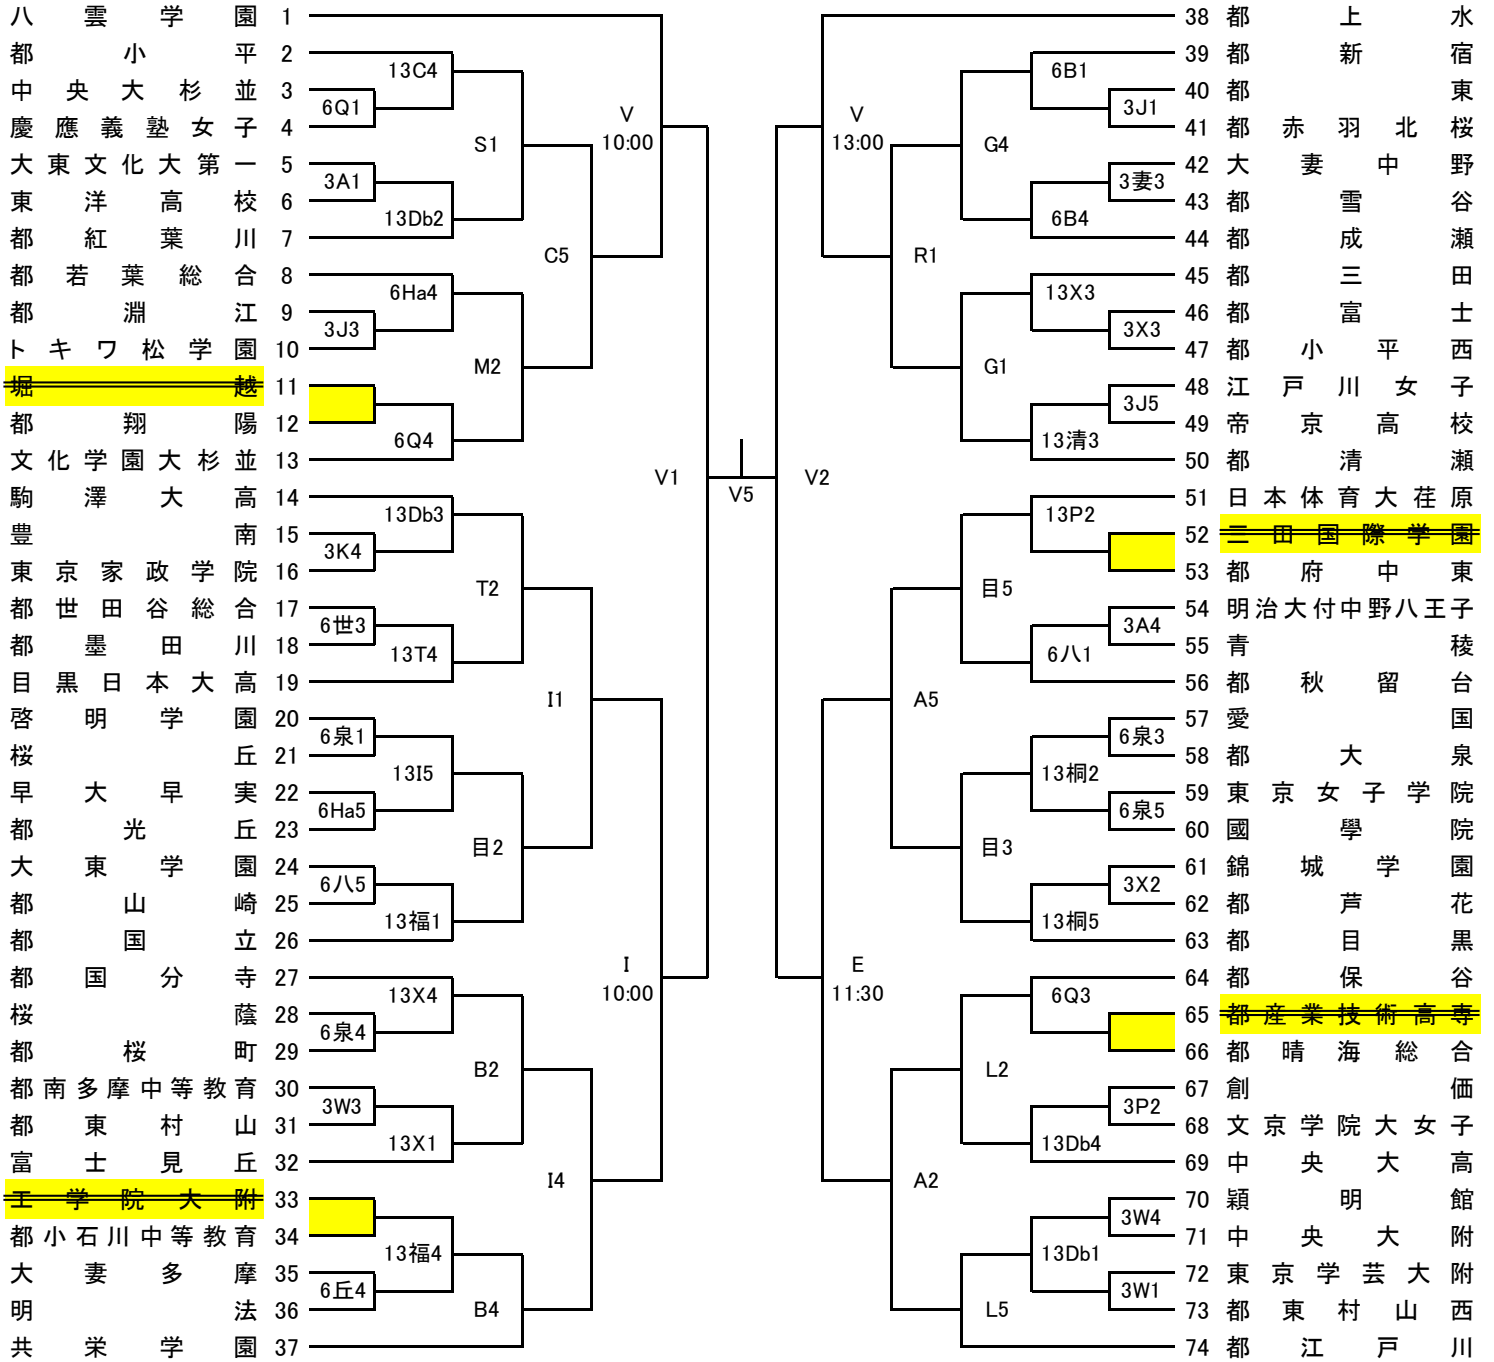 八雲学園 1
都小平 2
中央大杉並 3
慶應義塾女子 4
大東文化大第一 5
東洋高校 6
都紅葉川 7
都若葉総合 8
都淵江 9
トキワ松学園 10
堀越 11
都翔陽 12
文化学園大杉並 13
駒澤大高 14
豊南 15
東京家政学院 16
都世田谷総合 17
都墨田川 18
目黒日本大高 19
啓明学園 20
桜丘 21
早大早実 22
都光丘 23
大東学園 24
都山崎 25
都国立 26
都国分寺 27
桜蔭 28
都桜町 29
都南多摩中等教育 30
都東村山 31
富士見丘 32
工学院大附 33
都小石川中等教育 34
大妻多摩 35
明法 36
共栄学園 37
13C4
6Q1
3A1
13Db2
6Ha4
3J3
6Q4
13Db3
3K4
6世3
13T4
6泉1
13I5
6Ha5
6八5
13福1
13X4
6泉4
3W3
13X1
13福4
6丘4
S1
M2
T2
目2
B2
B4
C5
I1
I4
V
10:00
I
10:00
V1
V5
V2
V
13:00
E
11:30
R1
A5
A2
G4
G1
目5
目3
L2
L5
6B1
3J1
3妻3
6B4
13X3
3X3
3J5
13清3
13P2
3A4
6八1
6泉3
13桐2
6泉5
3X2
13桐5
6Q3
3P2
13Db4
3W4
13Db1
3W1
38 都上水
39 都新宿
40 都東
41 都赤羽北桜
42 大妻中野
43 都雪谷
44 都成瀬
45 都三田
46 都富士
47 都小平西
48 江戸川女子
49 帝京高校
50 都清瀬
51 日本体育大荏原
52 三田国際学園
53 都府中東
54 明治大付中野八王子
55 青稜
56 都秋留台
57 愛国
58 都大泉
59 東京女子学院
60 國學院
61 錦城学園
62 都芦花
63 都目黒
64 都保谷
65 都産業技術高専
66 都晴海総合
67 創価
68 文京学院大女子
69 中央大高
70 穎明館
71 中央大附
72 東京学芸大附
73 都東村山西
74 都江戸川